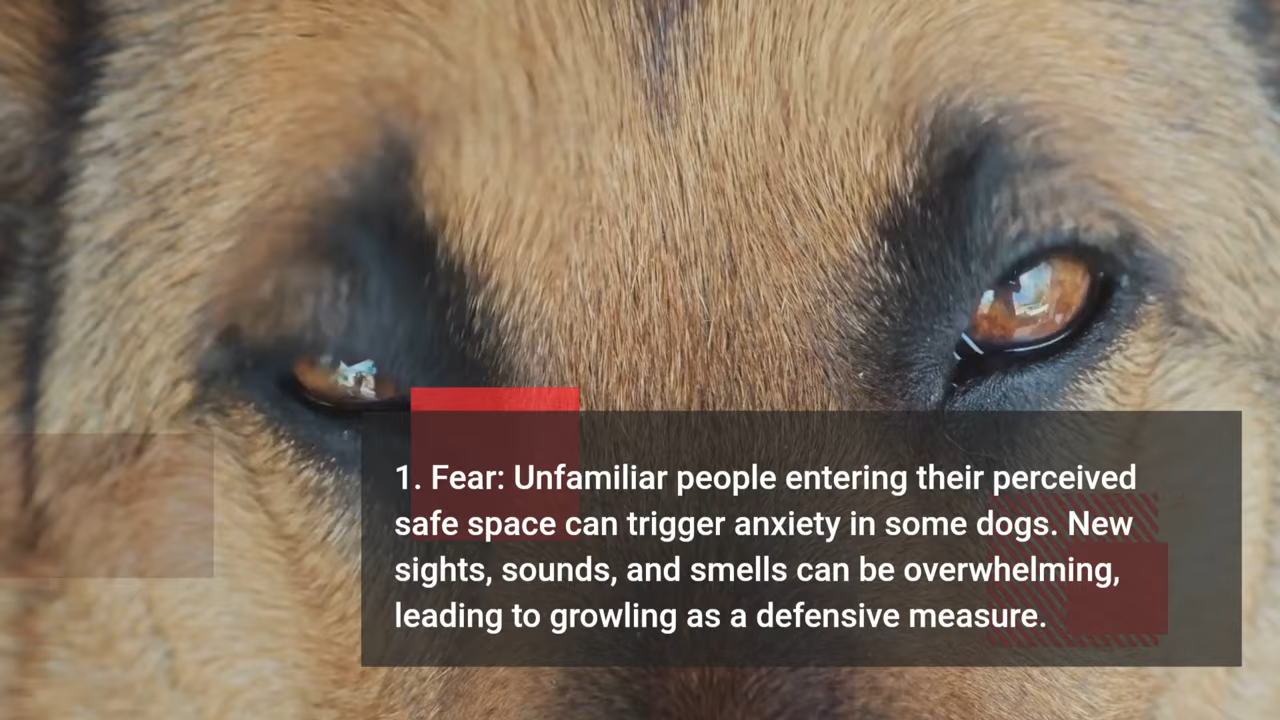 1. Fear: Unfamiliar people entering their perceived
safe space can trigger anxiety in some dogs. New
sights, sounds, and smells can be overwhelming,
leading to growling as a defensive measure.